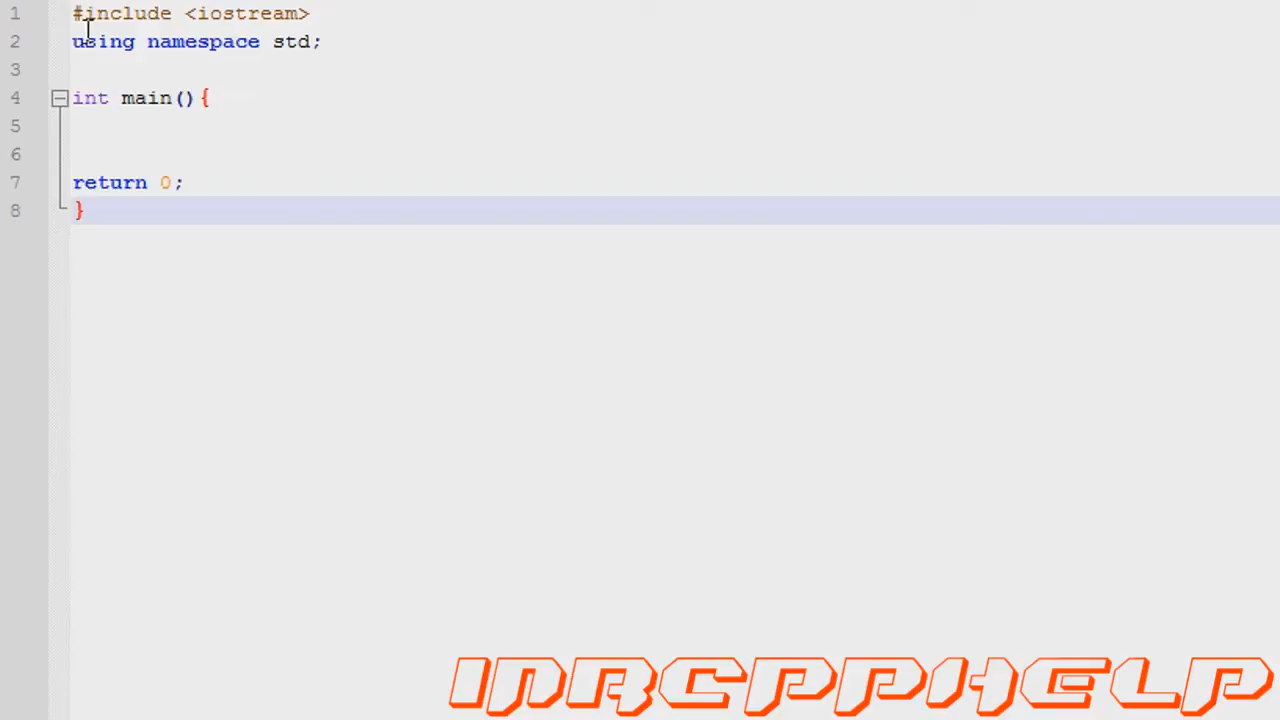 1 #include <iostream>
2 using namespace std;
3
4 int main(){
5
6
7 return 0;
8 }
INRCPPHELP